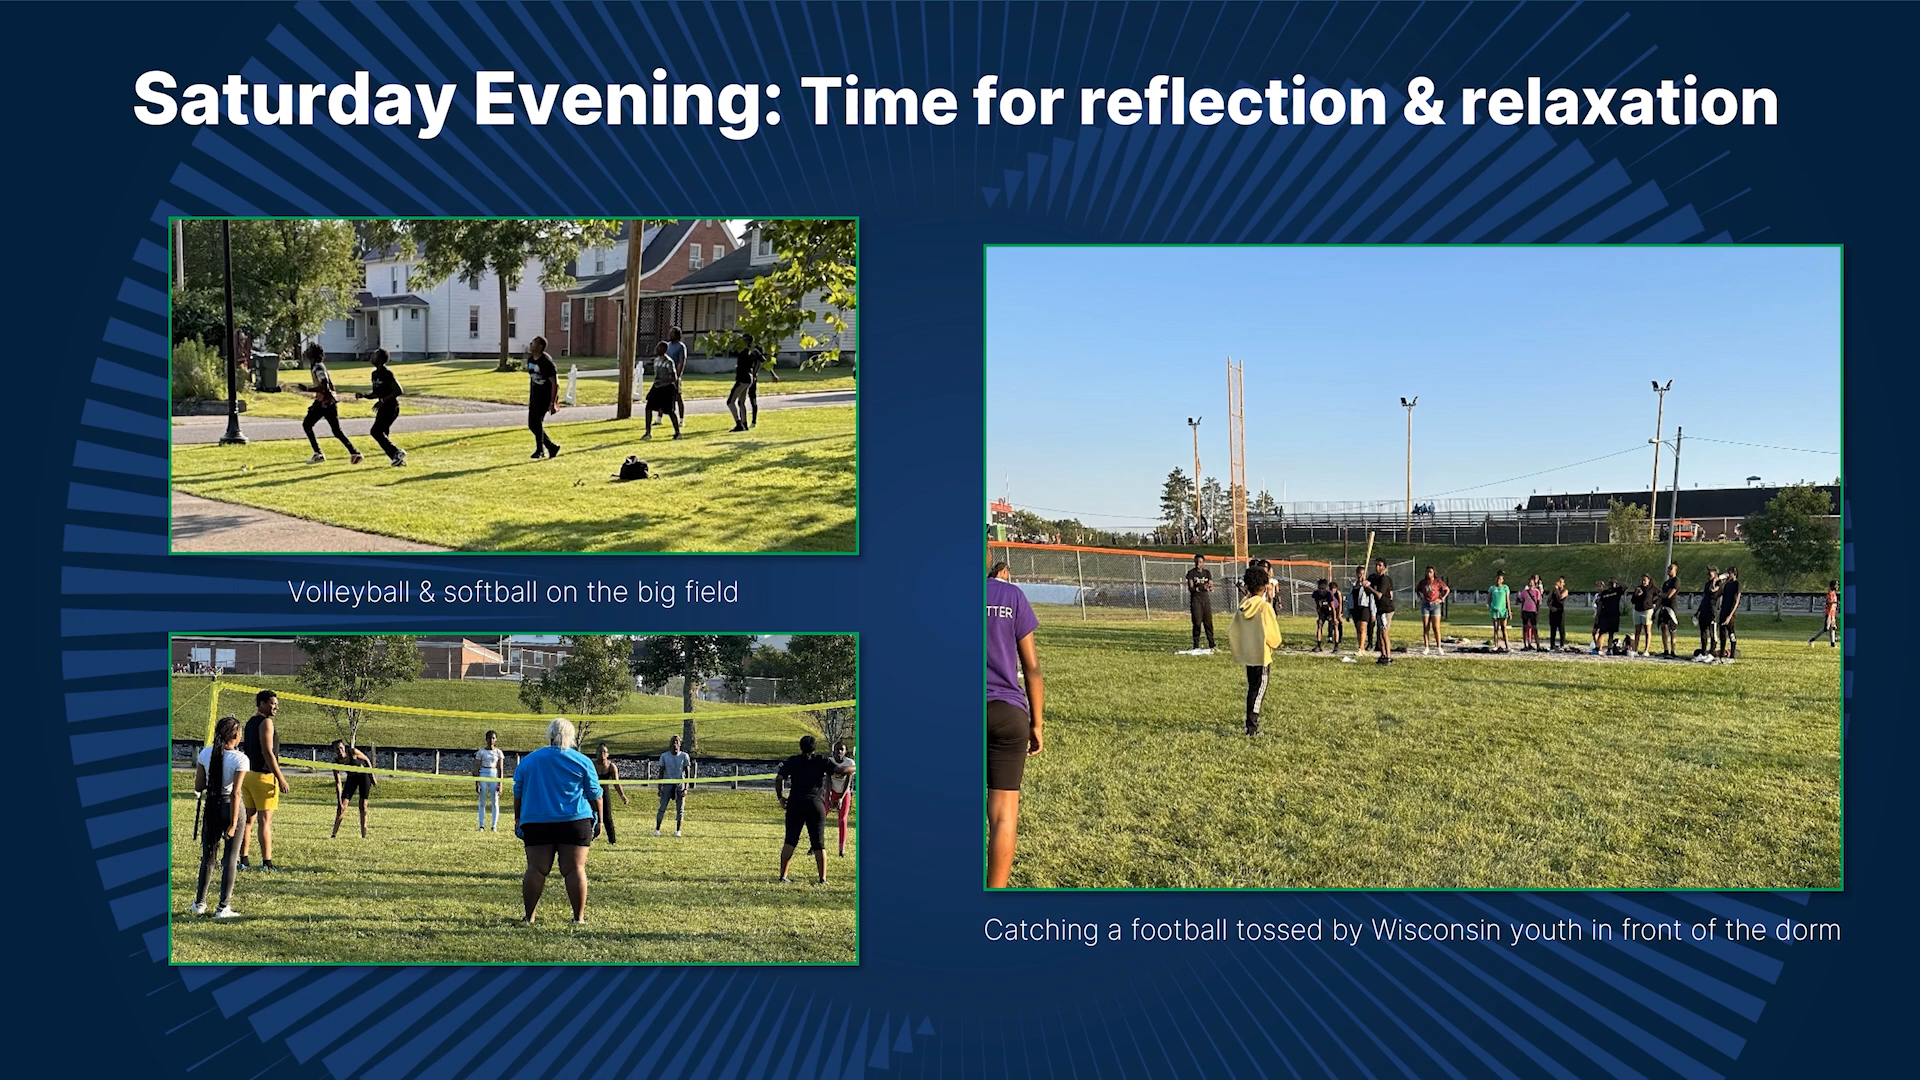 Saturday Evening: Time for reflection & relaxation
Volleyball & softball on the big field
TTER
Catching a football tossed by Wisconsin youth in front of the dorm